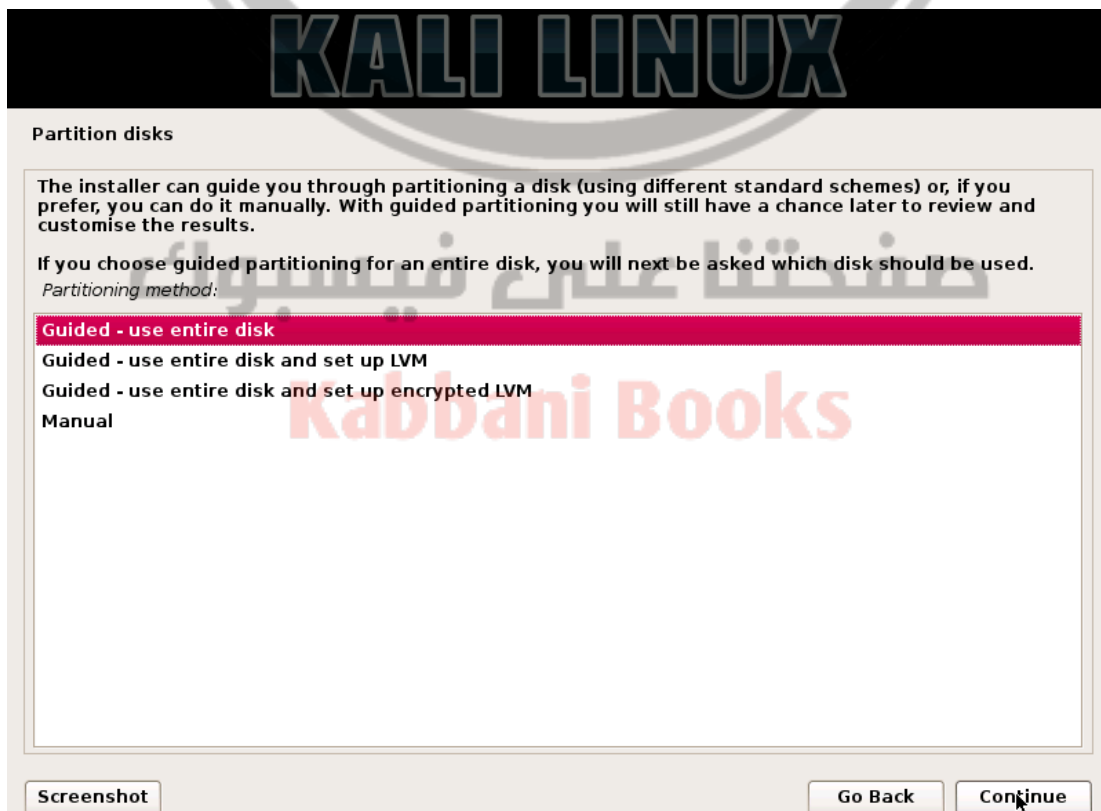 KALI LINUX
Partition disks
The installer can guide you through partitioning a disk (using different standard schemes) or, if you
prefer, you can do it manually. With guided partitioning you will still have a chance later to review and
customise the results.
If you choose guided partitioning for an entire disk, you will next be asked which disk should be used.
صفحتنا على فيسبوك
Partitioning method:
Guided - use entire disk
Guided - use entire disk and set up LVM
Guided - use entire disk and set up encrypted LVM
Kabbani Books
Manual
Screenshot
Go Back
Continue